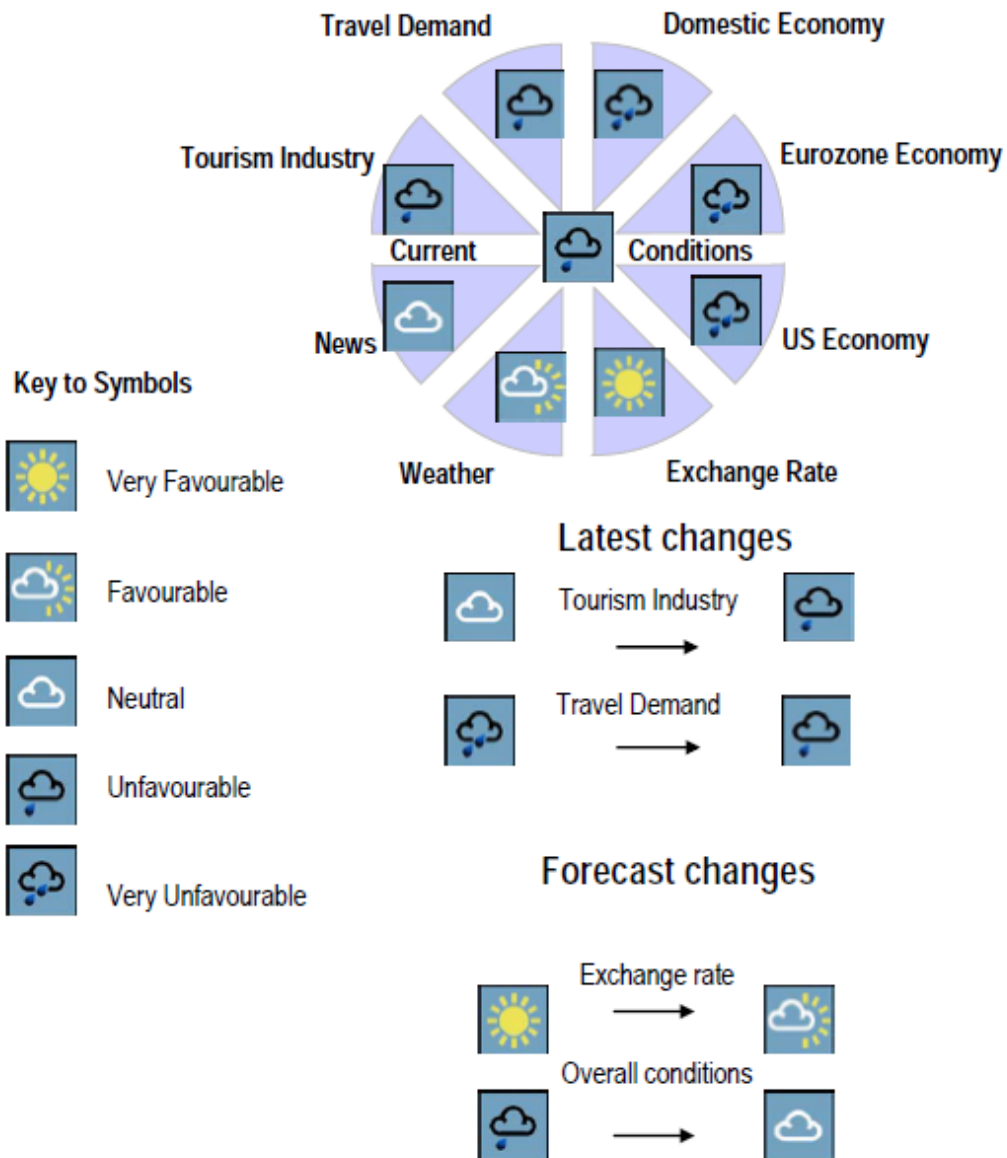 Travel Demand
Domestic Economy
Tourism Industry
Eurozone Economy
Current
Conditions
News
US Economy
Key to Symbols
Weather
Exchange Rate
Very Favourable
Latest changes
Favourable
Tourism Industry
Neutral
Travel Demand
Unfavourable
Very Unfavourable
Forecast changes
Exchange rate
Overall conditions